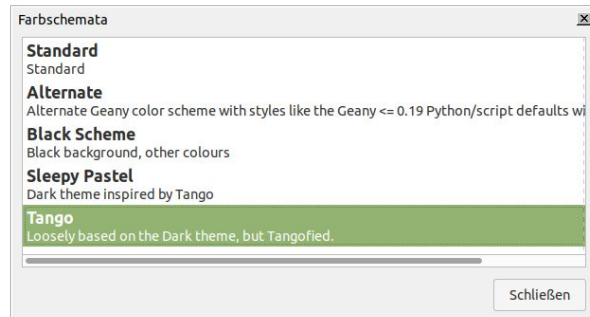 Farbschemata
Standard
Standard
Alternate
Alternate Geany color scheme with styles like the Geany <= 0.19 Python/script defaults wi
Black Scheme
Black background, other colours
Sleepy Pastel
Dark theme inspired by Tango
Tango
Loosely based on the Dark theme, but Tangofied.
Schließen